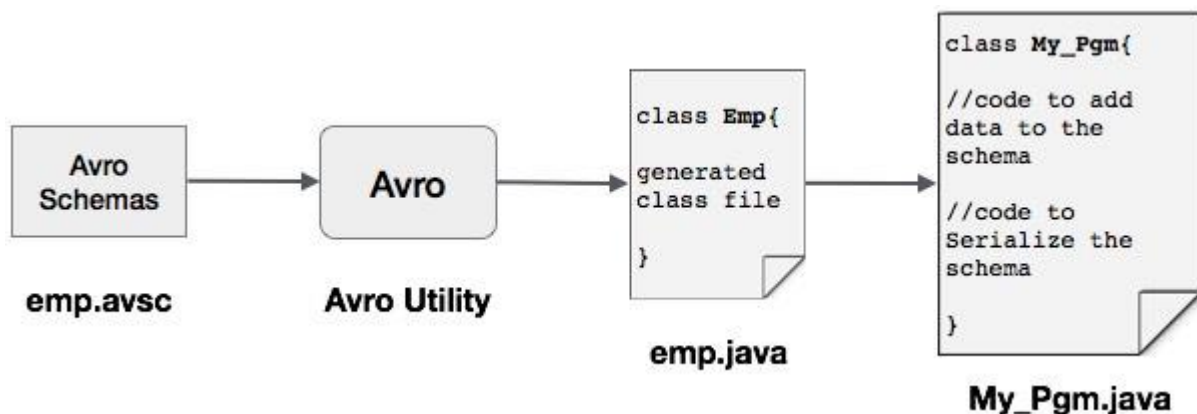 Avro
Schemas
emp.avsc
Avro
Avro Utility
class Emp{
generated
class file
}
emp.java
class My_Pgm{
//code to add
data to the
schema
//code to
Serialize the
schema
}
My_Pgm.java